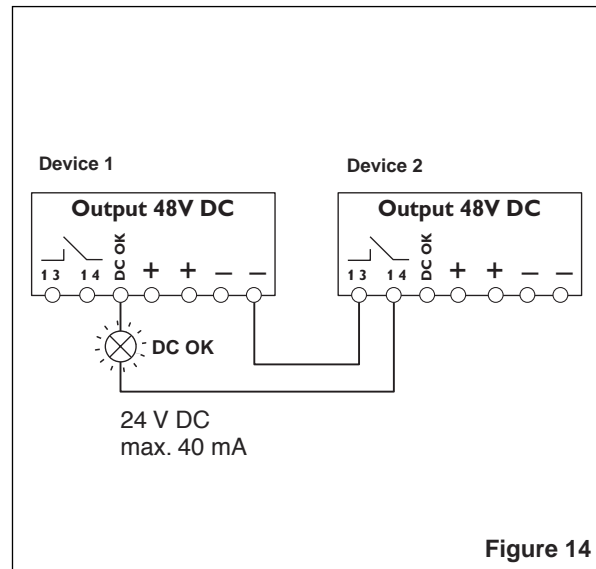 Device 1
Device 2
Output 48V DC
13 14 DC OK + + – –
Output 48V DC
13 14 DC OK + + – –
DC OK
24 V DC
max. 40 mA
Figure 14